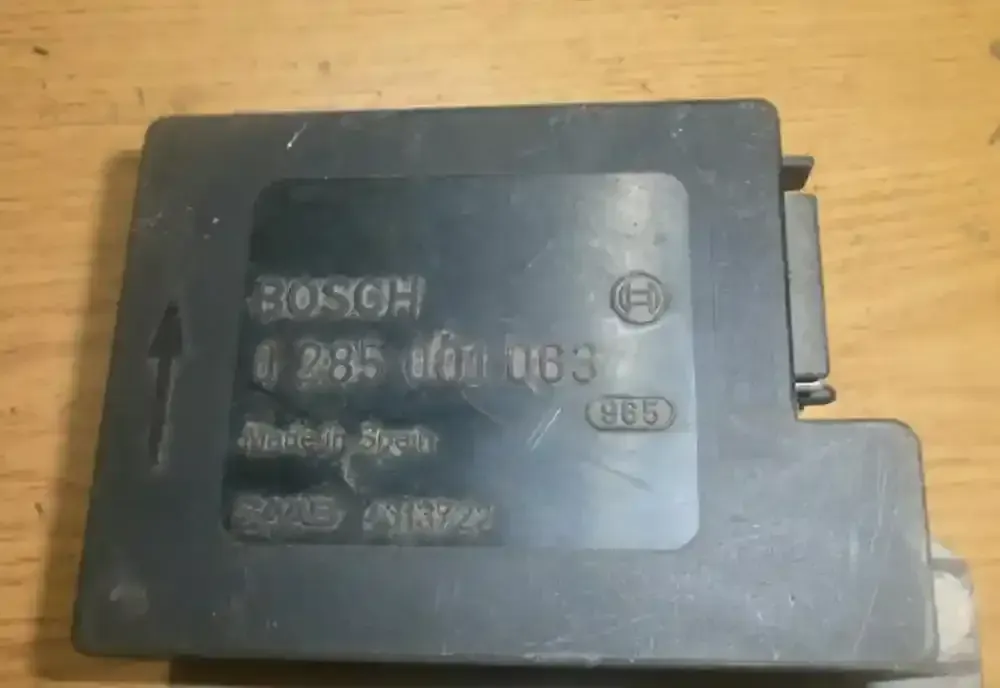 BOSCH
0 285 001 063
965
Made in Spain
SAAB